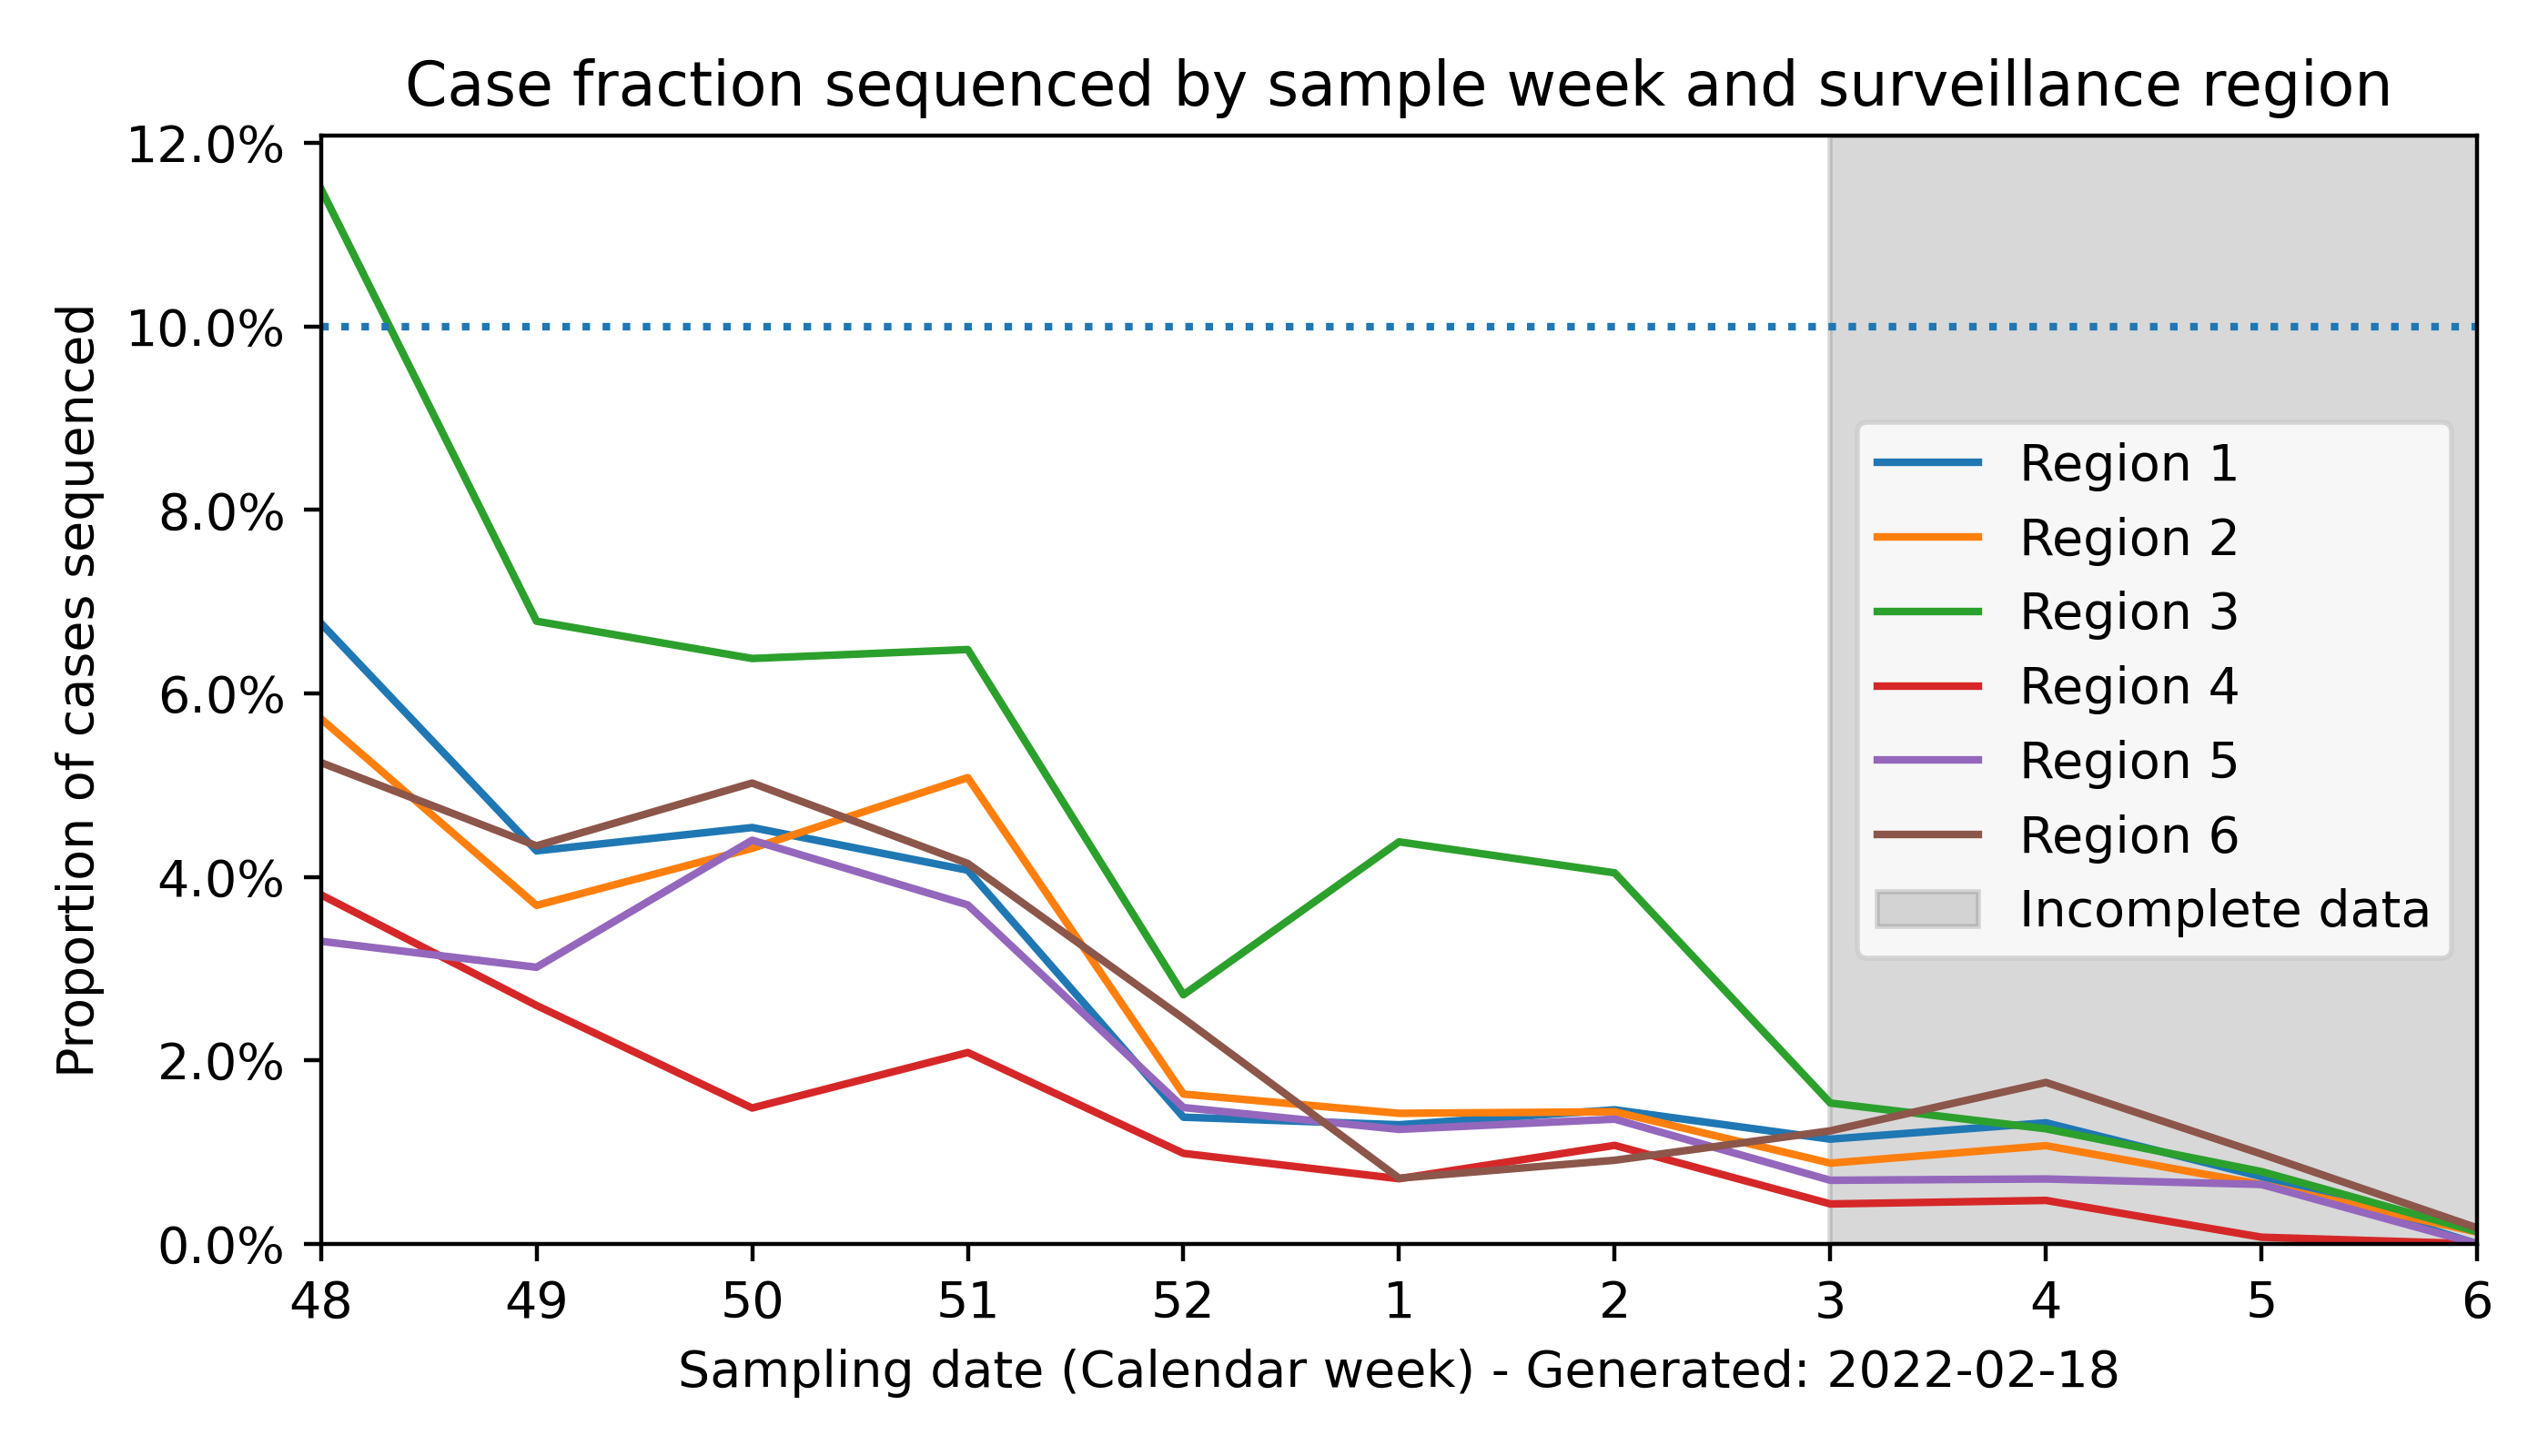 Case fraction sequenced by sample week and surveillance region
12.0%
10.0%
8.0%
6.0%
4.0%
2.0%
0.0%
Proportion of cases sequenced
Region 1
Region 2
Region 3
Region 4
Region 5
Region 6
Incomplete data
48 49 50 51 52 1 2 3 4 5 6
Sampling date (Calendar week) - Generated: 2022-02-18